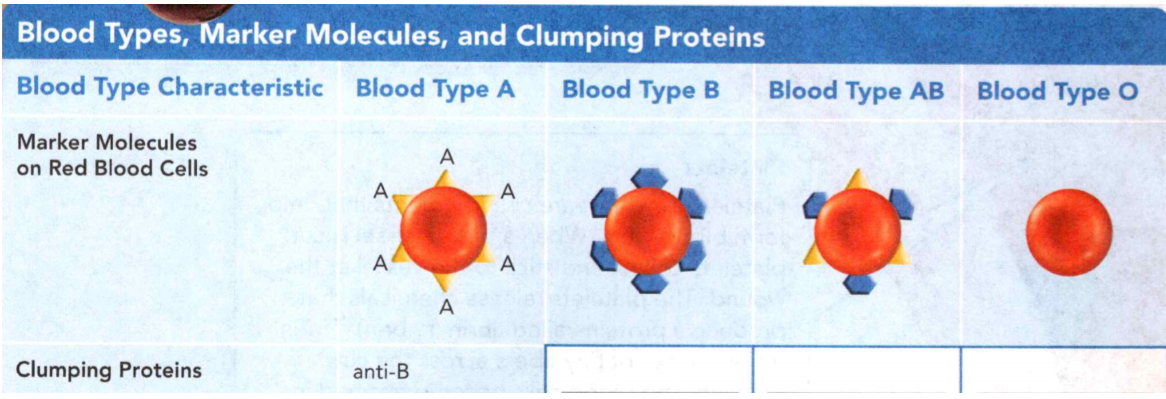 Blood Types, Marker Molecules, and Clumping Proteins
Blood Type Characteristic Blood Type A Blood Type B Blood Type AB Blood Type O
Marker Molecules
on Red Blood Cells
A
A A
A A
A
Clumping Proteins anti-B